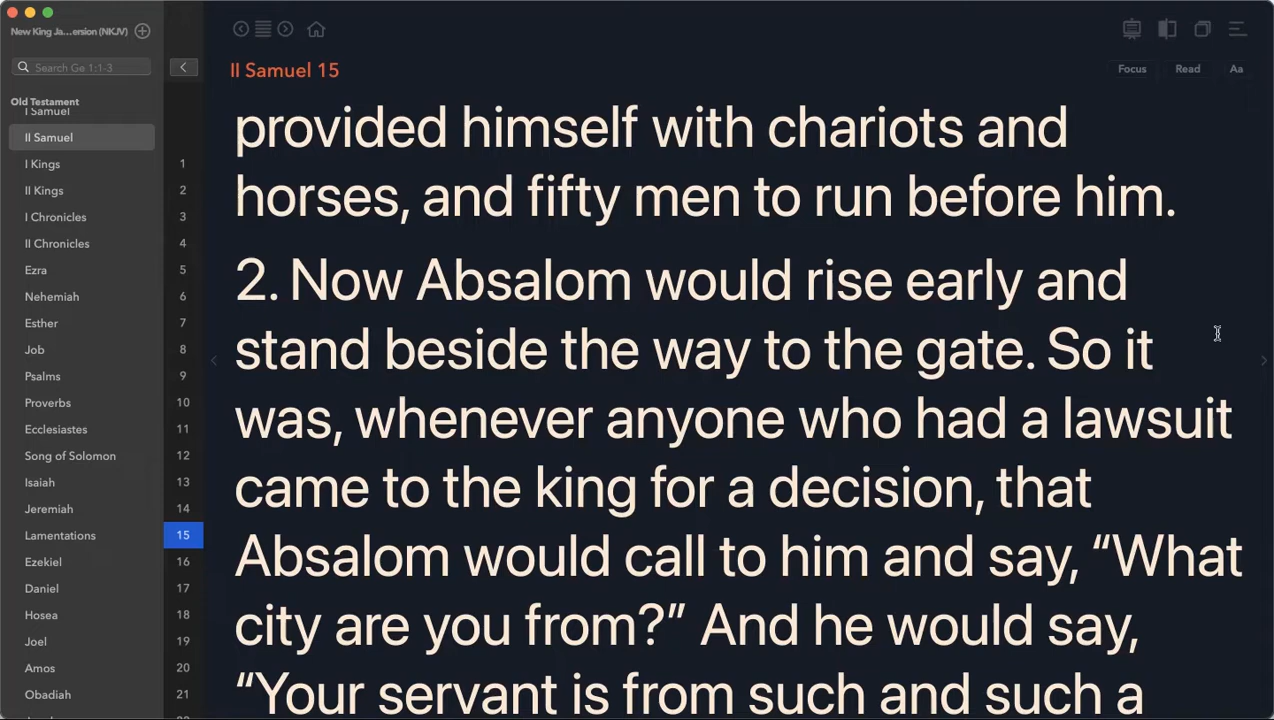 New King Ja...ersion (NKJV)
Search Ge 1:1-3
Old Testament
I Samuel
II Samuel
I Kings
II Kings
I Chronicles
II Chronicles
Ezra
Nehemiah
Esther
Job
Psalms
Proverbs
Ecclesiastes
Song of Solomon
Isaiah
Jeremiah
Lamentations
Ezekiel
Daniel
Hosea
Joel
Amos
Obadiah
1
2
3
4
5
6
7
8
9
10
11
12
13
14
15
16
17
18
19
20
21
II Samuel 15
Focus
Read
Aa
provided himself with chariots and
horses, and fifty men to run before him.
2. Now Absalom would rise early and
stand beside the way to the gate. So it
was, whenever anyone who had a lawsuit
came to the king for a decision, that
Absalom would call to him and say, “What
city are you from?” And he would say,
“Your servant is from such and such a